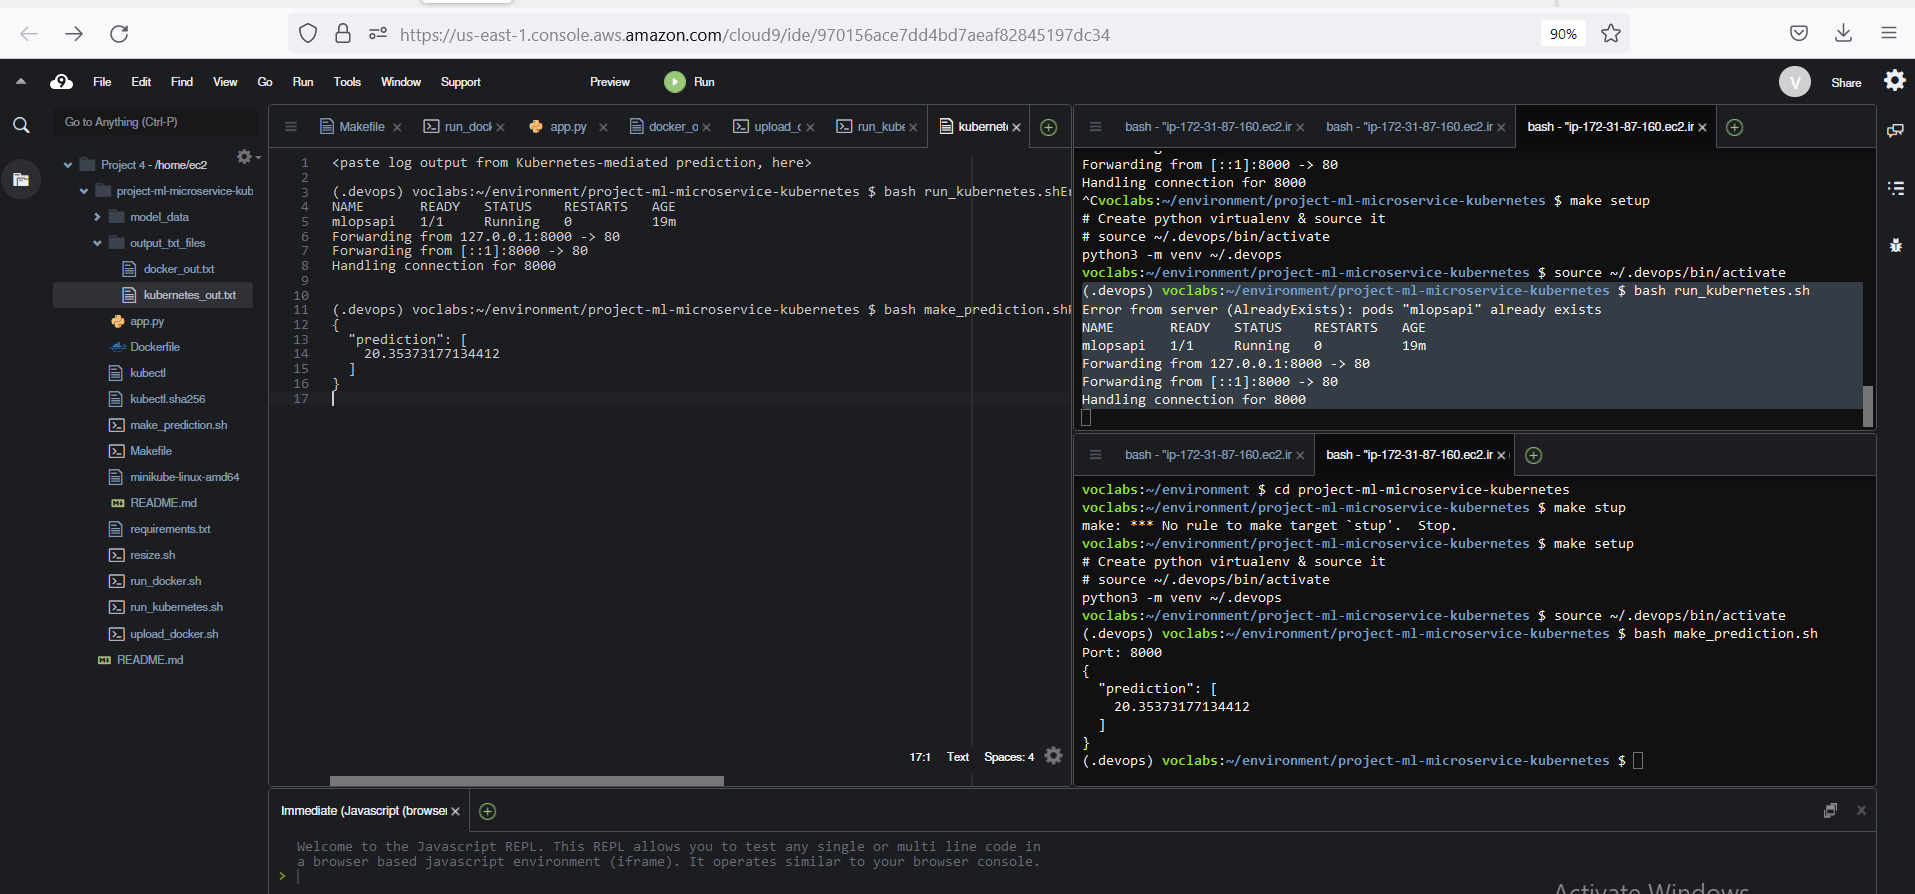 https://us-east-1.console.aws.amazon.com/cloud9/ide/970156ace7dd4bd7aeaf82845197dc34
90%
File Edit Find View Go Run Tools Window Support Preview Run
V
Share
Go to Anything (Ctrl-P)
Project 4 - /home/ec2
project-ml-microservice-kub
model_data
output_txt_files
docker_out.txt
kubernetes_out.txt
app.py
Dockerfile
kubectl
kubectl.sha256
make_prediction.sh
Makefile
minikube-linux-amd64
README.md
requirements.txt
resize.sh
run_docker.sh
run_kubernetes.sh
upload_docker.sh
README.md
Makefile run_dock app.py docker_o upload_c run_kube kubernet
1 <paste log output from Kubernetes-mediated prediction, here>
2
3 (.devops) voclabs:~/environment/project-ml-microservice-kubernetes $ bash run_kubernetes.shEr
4 NAME READY STATUS RESTARTS AGE
5 mlopsapi 1/1 Running 0 19m
6 Forwarding from 127.0.0.1:8000 -> 80
7 Forwarding from [::1]:8000 -> 80
8 Handling connection for 8000
9
10
11 (.devops) voclabs:~/environment/project-ml-microservice-kubernetes $ bash make_prediction.shP
12 {
13 "prediction": [
14 20.35373177134412
15 ]
16 }
17
17:1 Text Spaces: 4
bash - "ip-172-31-87-160.ec2.ir bash - "ip-172-31-87-160.ec2.ir bash - "ip-172-31-87-160.ec2.ir
Forwarding from [::1]:8000 -> 80
Handling connection for 8000
^Cvoclabs:~/environment/project-ml-microservice-kubernetes $ make setup
# Create python virtualenv & source it
# source ~/.devops/bin/activate
python3 -m venv ~/.devops
voclabs:~/environment/project-ml-microservice-kubernetes $ source ~/.devops/bin/activate
(.devops) voclabs:~/environment/project-ml-microservice-kubernetes $ bash run_kubernetes.sh
Error from server (AlreadyExists): pods "mlopsapi" already exists
NAME READY STATUS RESTARTS AGE
mlopsapi 1/1 Running 0 19m
Forwarding from 127.0.0.1:8000 -> 80
Forwarding from [::1]:8000 -> 80
Handling connection for 8000
bash - "ip-172-31-87-160.ec2.ir bash - "ip-172-31-87-160.ec2.ir
voclabs:~/environment $ cd project-ml-microservice-kubernetes
voclabs:~/environment/project-ml-microservice-kubernetes $ make stup
make: *** No rule to make target `stup'. Stop.
voclabs:~/environment/project-ml-microservice-kubernetes $ make setup
# Create python virtualenv & source it
# source ~/.devops/bin/activate
python3 -m venv ~/.devops
voclabs:~/environment/project-ml-microservice-kubernetes $ source ~/.devops/bin/activate
(.devops) voclabs:~/environment/project-ml-microservice-kubernetes $ bash make_prediction.sh
Port: 8000
{
"prediction": [
20.35373177134412
]
}
(.devops) voclabs:~/environment/project-ml-microservice-kubernetes $
Immediate (Javascript (browser
Welcome to the Javascript REPL. This REPL allows you to test any single or multi line code in
a browser based javascript environment (iframe). It operates similar to your browser console.
>
Activate Windows